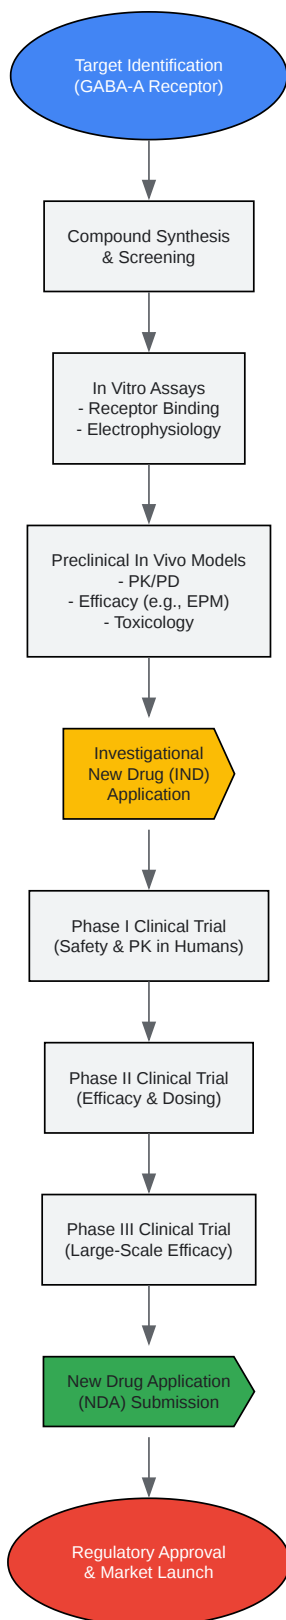 Target Identification
(GABA-A Receptor)
Compound Synthesis
& Screening
In Vitro Assays
- Receptor Binding
- Electrophysiology
Preclinical In Vivo Models
- PK/PD
- Efficacy (e.g., EPM)
- Toxicology
Investigational
New Drug (IND)
Application
Phase I Clinical Trial
(Safety & PK in Humans)
Phase II Clinical Trial
(Efficacy & Dosing)
Phase III Clinical Trial
(Large-Scale Efficacy)
New Drug Application
(NDA) Submission
Regulatory Approval
& Market Launch